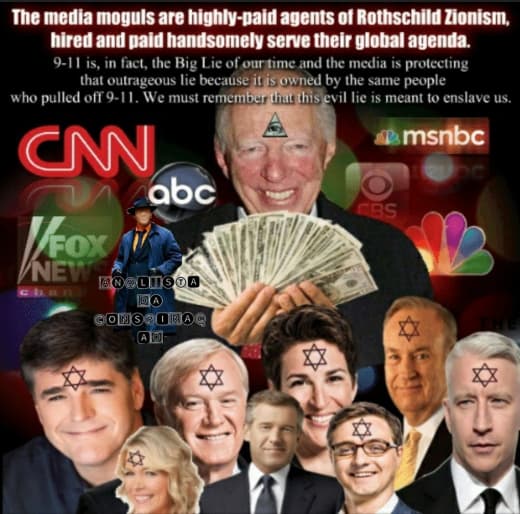 The media moguls are highly-paid agents of Rothschild Zionism,
hired and paid handsomely serve their global agenda.
9-11 is, in fact, the Big Lie of our time and the media is protecting
that outrageous lie because it is owned by the same people
who pulled off 9-11. We must remember that this evil lie is meant to enslave us.
CNN
msnbc
abc
CBS
FOX
NEWS
chan